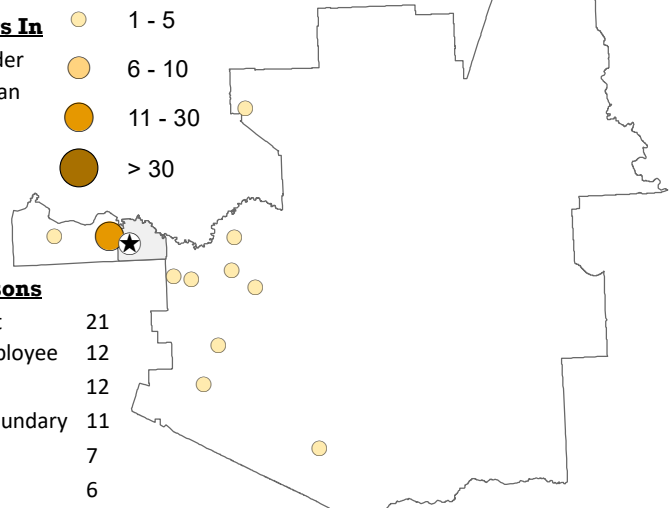 s In
der
an
1 - 5
6 - 10
11 - 30
> 30
sons
t 21
ployee 12
12
undary 11
7
6